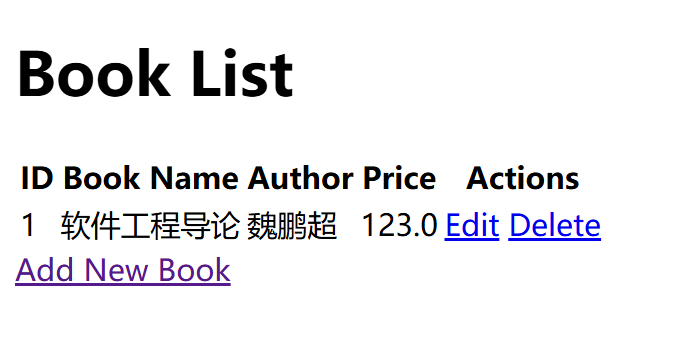 Book List
ID Book Name Author Price Actions
1 软件工程导论 魏鹏超 123.0 Edit Delete
Add New Book